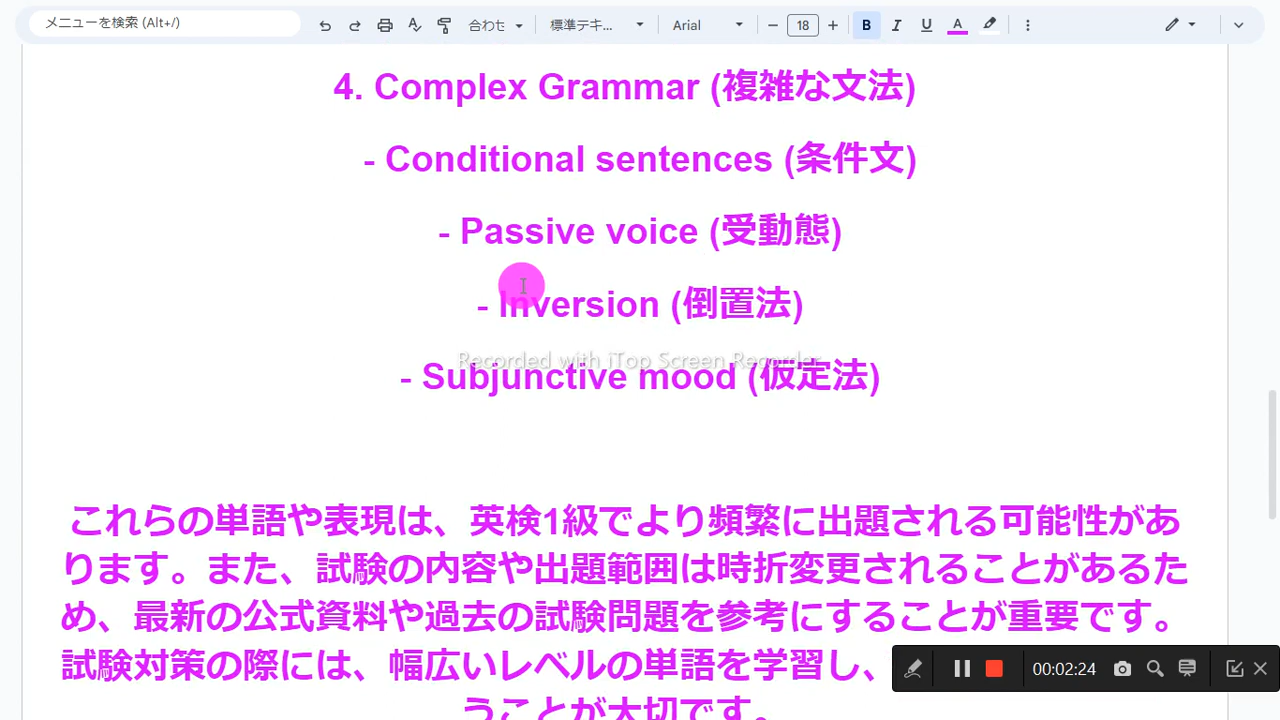 メニューを検索 (Alt+/)
合わせ
標準テキ...
Arial
18
B I U A
4. Complex Grammar (複雑な文法)
- Conditional sentences (条件文)
- Passive voice (受動態)
- Inversion (倒置法)
Recorded with iTop Screen Recorder
- Subjunctive mood (仮定法)
これらの単語や表現は、英検1級でより頻繁に出題される可能性があ
ります。また、試験の内容や出題範囲は時折変更されることがあるた
め、最新の公式資料や過去の試験問題を参考にすることが重要です。
試験対策の際には、幅広いレベルの単語を学習し、
00:02:24
うことが大切です。